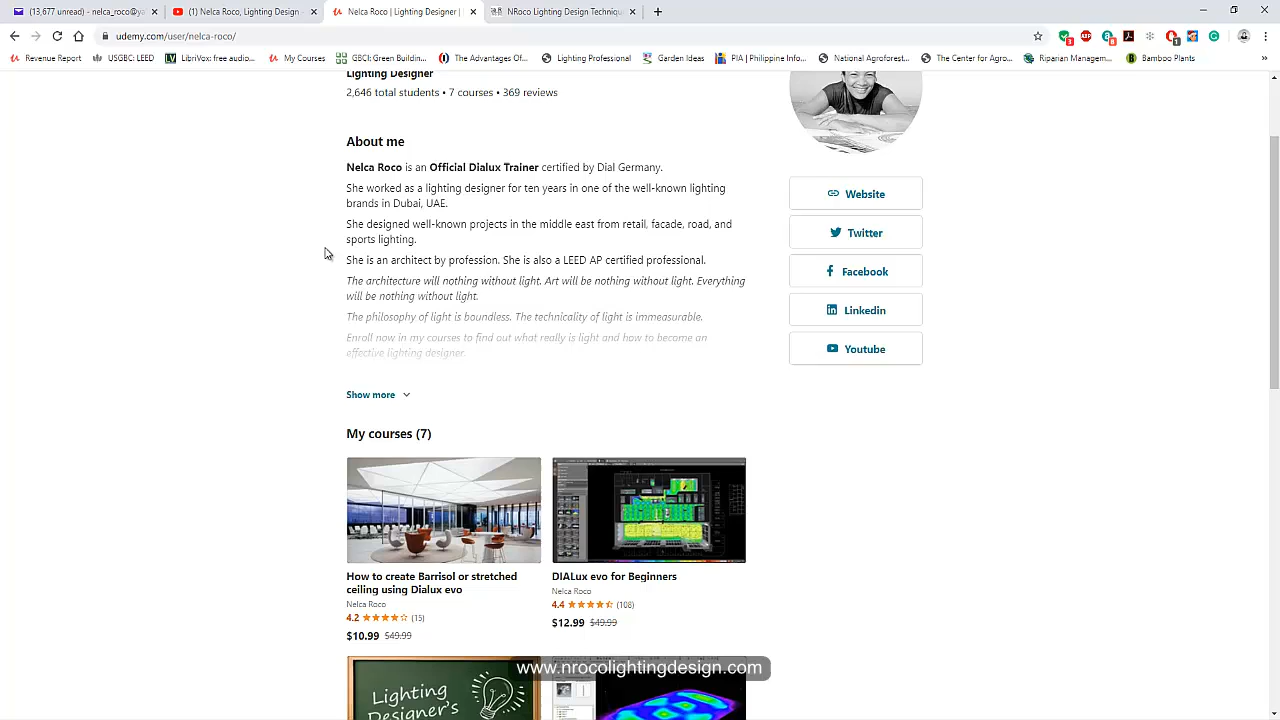 (13,677 unread) - nelca_roco@ya
(1) Nelca Roco, Lighting Design -
Nelca Roco | Lighting Designer |
NRoco Lighting Design Technique
udemy.com/user/nelca-roco/
Revenue Report
USGBC: LEED
LibriVox: free audio...
My Courses
GBCI: Green Buildin...
The Advantages Of...
Lighting Professional
Garden Ideas
PIA | Philippine Info...
National Agroforest...
The Center for Agro...
Riparian Managem...
Bamboo Plants
»
Lighting Designer
2,646 total students • 7 courses • 369 reviews
About me
Nelca Roco is an Official Dialux Trainer certified by Dial Germany.
She worked as a lighting designer for ten years in one of the well-known lighting
brands in Dubai, UAE.
She designed well-known projects in the middle east from retail, facade, road, and
sports lighting.
She is an architect by profession. She is also a LEED AP certified professional.
The architecture will nothing without light. Art will be nothing without light. Everything
will be nothing without light.
The philosophy of light is boundless. The technicality of light is immeasurable.
Enroll now in my courses to find out what really is light and how to become an
effective lighting designer.
Show more
Website
Twitter
Facebook
Linkedin
Youtube
My courses (7)
How to create Barrisol or stretched
ceiling using Dialux evo
Nelca Roco
4.2 (15)
$10.99 $49.99
DIALux evo for Beginners
Nelca Roco
4.4 (108)
$12.99 $49.99
Lighting
Designer's
www.nrocolightingdesign.com